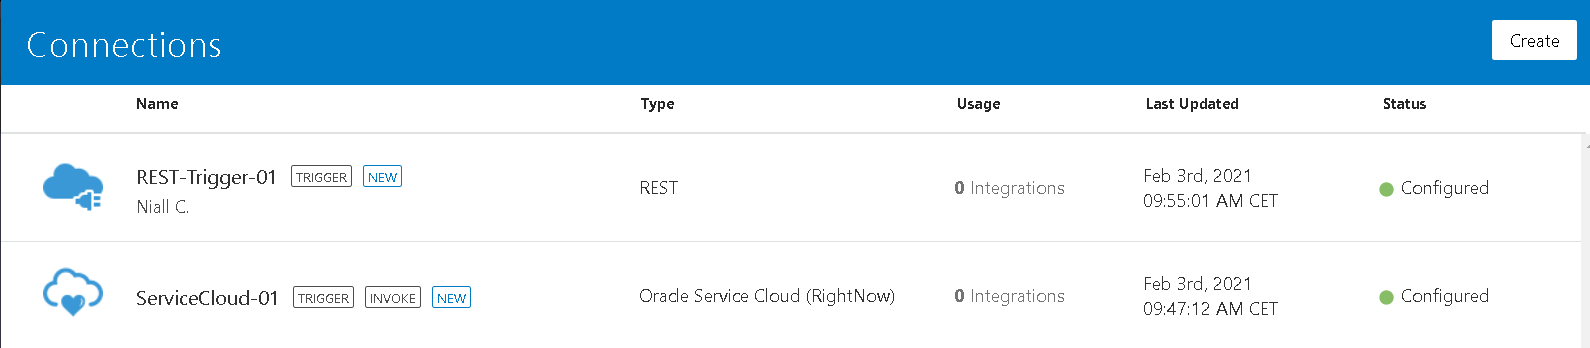 Connections
Create
Name Type Usage Last Updated Status
REST-Trigger-01 TRIGGER NEW
Niall C.
REST
0 Integrations
Feb 3rd, 2021
09:55:01 AM CET
Configured
ServiceCloud-01 TRIGGER INVOKE NEW
Oracle Service Cloud (RightNow)
0 Integrations
Feb 3rd, 2021
09:47:12 AM CET
Configured